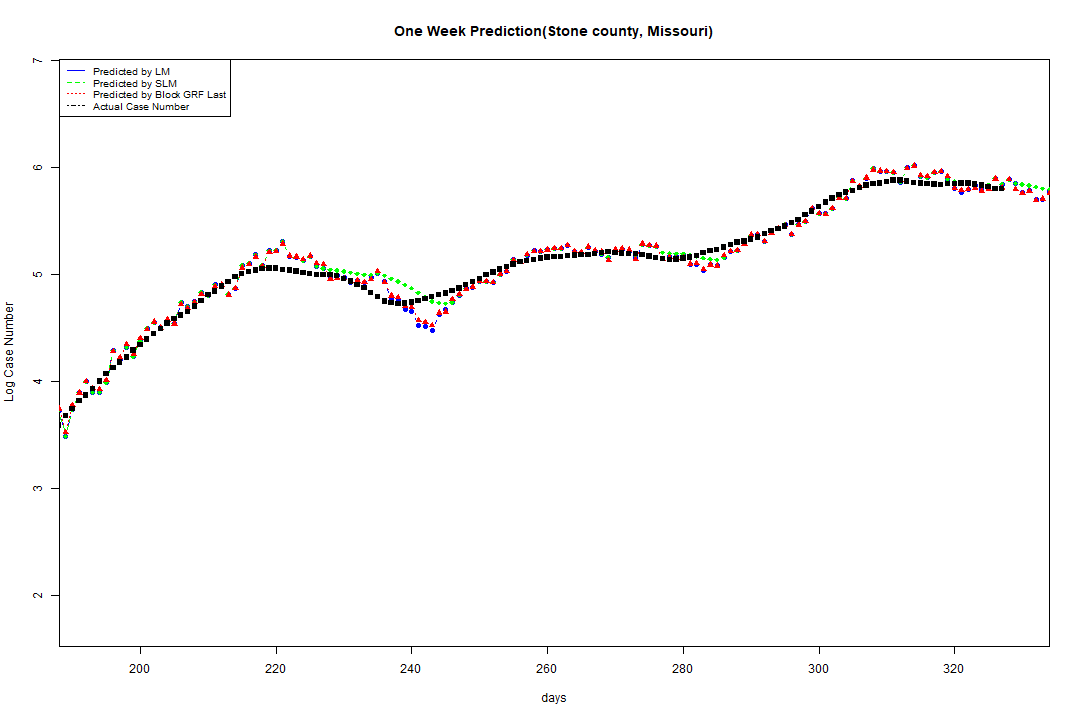 One Week Prediction(Stone county, Missouri)
Predicted by LM
Predicted by SLM
Predicted by Block GRF Last
Actual Case Number
7
6
5
4
3
2
Log Case Number
200 220 240 260 280 300 320
days